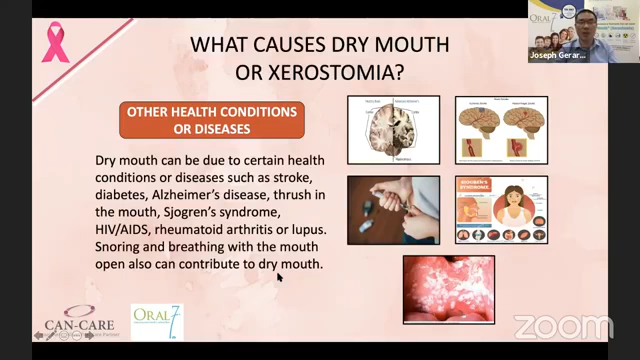 WHAT CAUSES DRY MOUTH
OR XEROSTOMIA?
OTHER HEALTH CONDITIONS
OR DISEASES
Dry mouth can be due to certain health
conditions or diseases such as stroke,
diabetes, Alzheimer's disease, thrush in
the mouth, Sjogren's syndrome,
HIV/AIDS, rheumatoid arthritis or lupus.
Snoring and breathing with the mouth
open also can contribute to dry mouth.
SJOGREN'S
SYNDROME
CAN-CARE
ORAL7
ORAL7
Joseph Gerar...
zoom